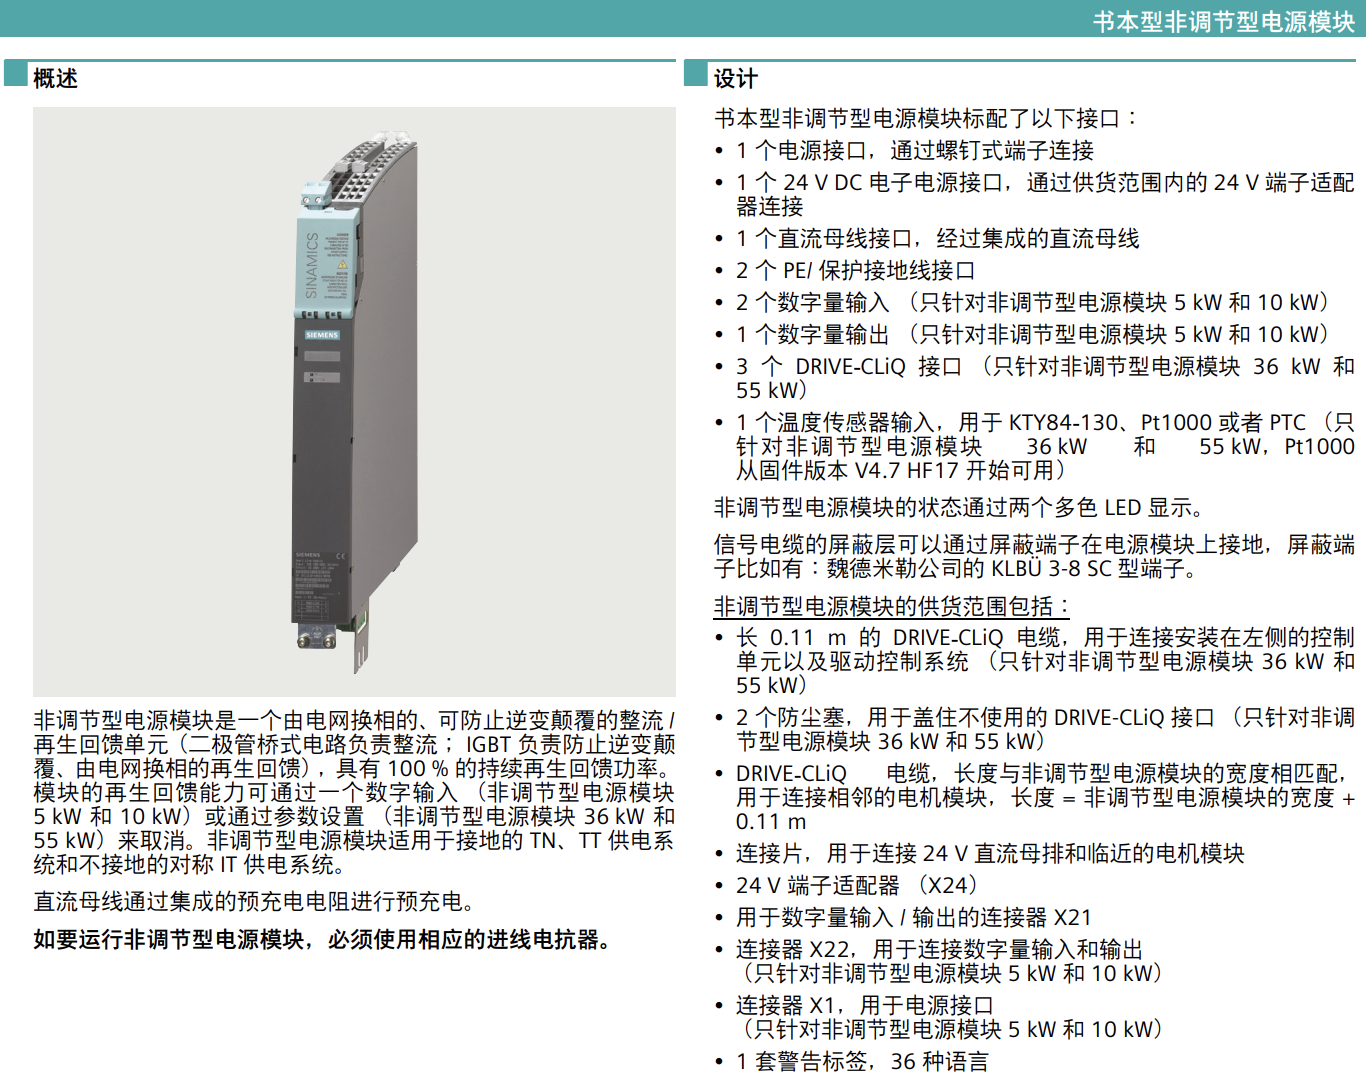 书本型非调节型电源模块
概述
SINAMICS
SIEMENS
SIEMENS
非调节型电源模块是一个由电网换相的、可防止逆变颠覆的整流 /
再生回馈单元（二极管桥式电路负责整流； IGBT 负责防止逆变颠
覆、由电网换相的再生回馈），具有 100 % 的持续再生回馈功率。
模块的再生回馈能力可通过一个数字输入 （非调节型电源模块
5 kW 和 10 kW）或通过参数设置 （非调节型电源模块 36 kW 和
55 kW）来取消。非调节型电源模块适用于接地的 TN、TT 供电系
统和不接地的对称 IT 供电系统。
直流母线通过集成的预充电电阻进行预充电。
如要运行非调节型电源模块，必须使用相应的进线电抗器。
设计
书本型非调节型电源模块标配了以下接口：
• 1 个电源接口，通过螺钉式端子连接
• 1 个 24 V DC 电子电源接口，通过供货范围内的 24 V 端子适配
器连接
• 1 个直流母线接口，经过集成的直流母线
• 2 个 PE/ 保护接地线接口
• 2 个数字量输入 （只针对非调节型电源模块 5 kW 和 10 kW）
• 1 个数字量输出 （只针对非调节型电源模块 5 kW 和 10 kW）
• 3 个 DRIVE-CLiQ 接口 （只针对非调节型电源模块 36 kW 和
55 kW）
• 1 个温度传感器输入，用于 KTY84-130、Pt1000 或者 PTC （只
针对非调节型电源模块 36 kW 和 55 kW，Pt1000
从固件版本 V4.7 HF17 开始可用）
非调节型电源模块的状态通过两个多色 LED 显示。
信号电缆的屏蔽层可以通过屏蔽端子在电源模块上接地，屏蔽端
子比如有：魏德米勒公司的 KLBÜ 3-8 SC 型端子。
非调节型电源模块的供货范围包括：
• 长 0.11 m 的 DRIVE-CLiQ 电缆，用于连接安装在左侧的控制
单元以及驱动控制系统 （只针对非调节型电源模块 36 kW 和
55 kW）
• 2 个防尘塞，用于盖住不使用的 DRIVE-CLiQ 接口 （只针对非调
节型电源模块 36 kW 和 55 kW）
• DRIVE-CLiQ 电缆，长度与非调节型电源模块的宽度相匹配，
用于连接相邻的电机模块，长度 = 非调节型电源模块的宽度 +
0.11 m
• 连接片，用于连接 24 V 直流母排和临近的电机模块
• 24 V 端子适配器 （X24）
• 用于数字量输入 / 输出的连接器 X21
• 连接器 X22，用于连接数字量输入和输出
（只针对非调节型电源模块 5 kW 和 10 kW）
• 连接器 X1，用于电源接口
（只针对非调节型电源模块 5 kW 和 10 kW）
• 1 套警告标签，36 种语言